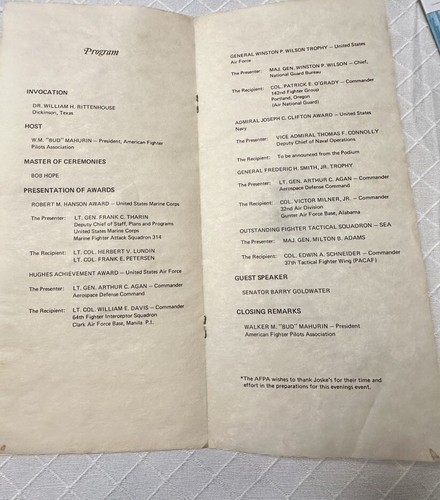 Program
INVOCATION
DR. WILLIAM H. RITTENHOUSE
Dickinson, Texas
HOST
W.M. "BUD" MAHURIN — President, American Fighter
Pilots Association
MASTER OF CEREMONIES
BOB HOPE
PRESENTATION OF AWARDS
ROBERT M. HANSON AWARD — United States Marine Corps
The Presenter: LT. GEN. FRANK C. THARIN
Deputy Chief of Staff, Plans and Programs
United States Marine Corps
Marine Fighter Attack Squadron 314
The Recipient: LT. COL. HERBERT V. LUNDIN
LT. COL. FRANK E. PETERSEN
HUGHES ACHIEVEMENT AWARD — United States Air Force
The Presenter: LT. GEN. ARTHUR C. AGAN — Commander
Aerospace Defense Command
The Recipient: LT. COL. WILLIAM E. DAVIS — Commander
64th Fighter Interceptor Squadron
Clark Air Force Base, Manila P.I.
GENERAL WINSTON P. WILSON TROPHY — United States
Air Force
The Presenter: MAJ. GEN. WINSTON P. WILSON — Chief,
National Guard Bureau
The Recipient: COL. PATRICK E. O'GRADY — Commander
142nd Fighter Group
Portland, Oregon
(Air National Guard)
ADMIRAL JOSEPH C. CLIFTON AWARD — United States
Navy
The Presenter: VICE ADMIRAL THOMAS F. CONNOLLY
Deputy Chief of Naval Operations
The Recipient: To be announced from the Podium
GENERAL FREDERIC H. SMITH, JR. TROPHY
The Presenter: LT. GEN. ARTHUR C. AGAN — Commander
Aerospace Defense Command
The Recipient: COL. VICTOR MILNER, JR. — Commander
32nd Air Division
Gunter Air Force Base, Alabama
OUTSTANDING FIGHTER TACTICAL SQUADRON — SEA
The Presenter: MAJ. GEN. MILTON B. ADAMS
The Recipient: COL. EDWIN A. SCHNEIDER — Commander
37th Tactical Fighter Wing (PACAF)
GUEST SPEAKER
SENATOR BARRY GOLDWATER
CLOSING REMARKS
WALKER M. "BUD" MAHURIN — President
American Fighter Pilots Association
*The AFPA wishes to thank Joske's for their time and
effort in the preparations for this evenings event.